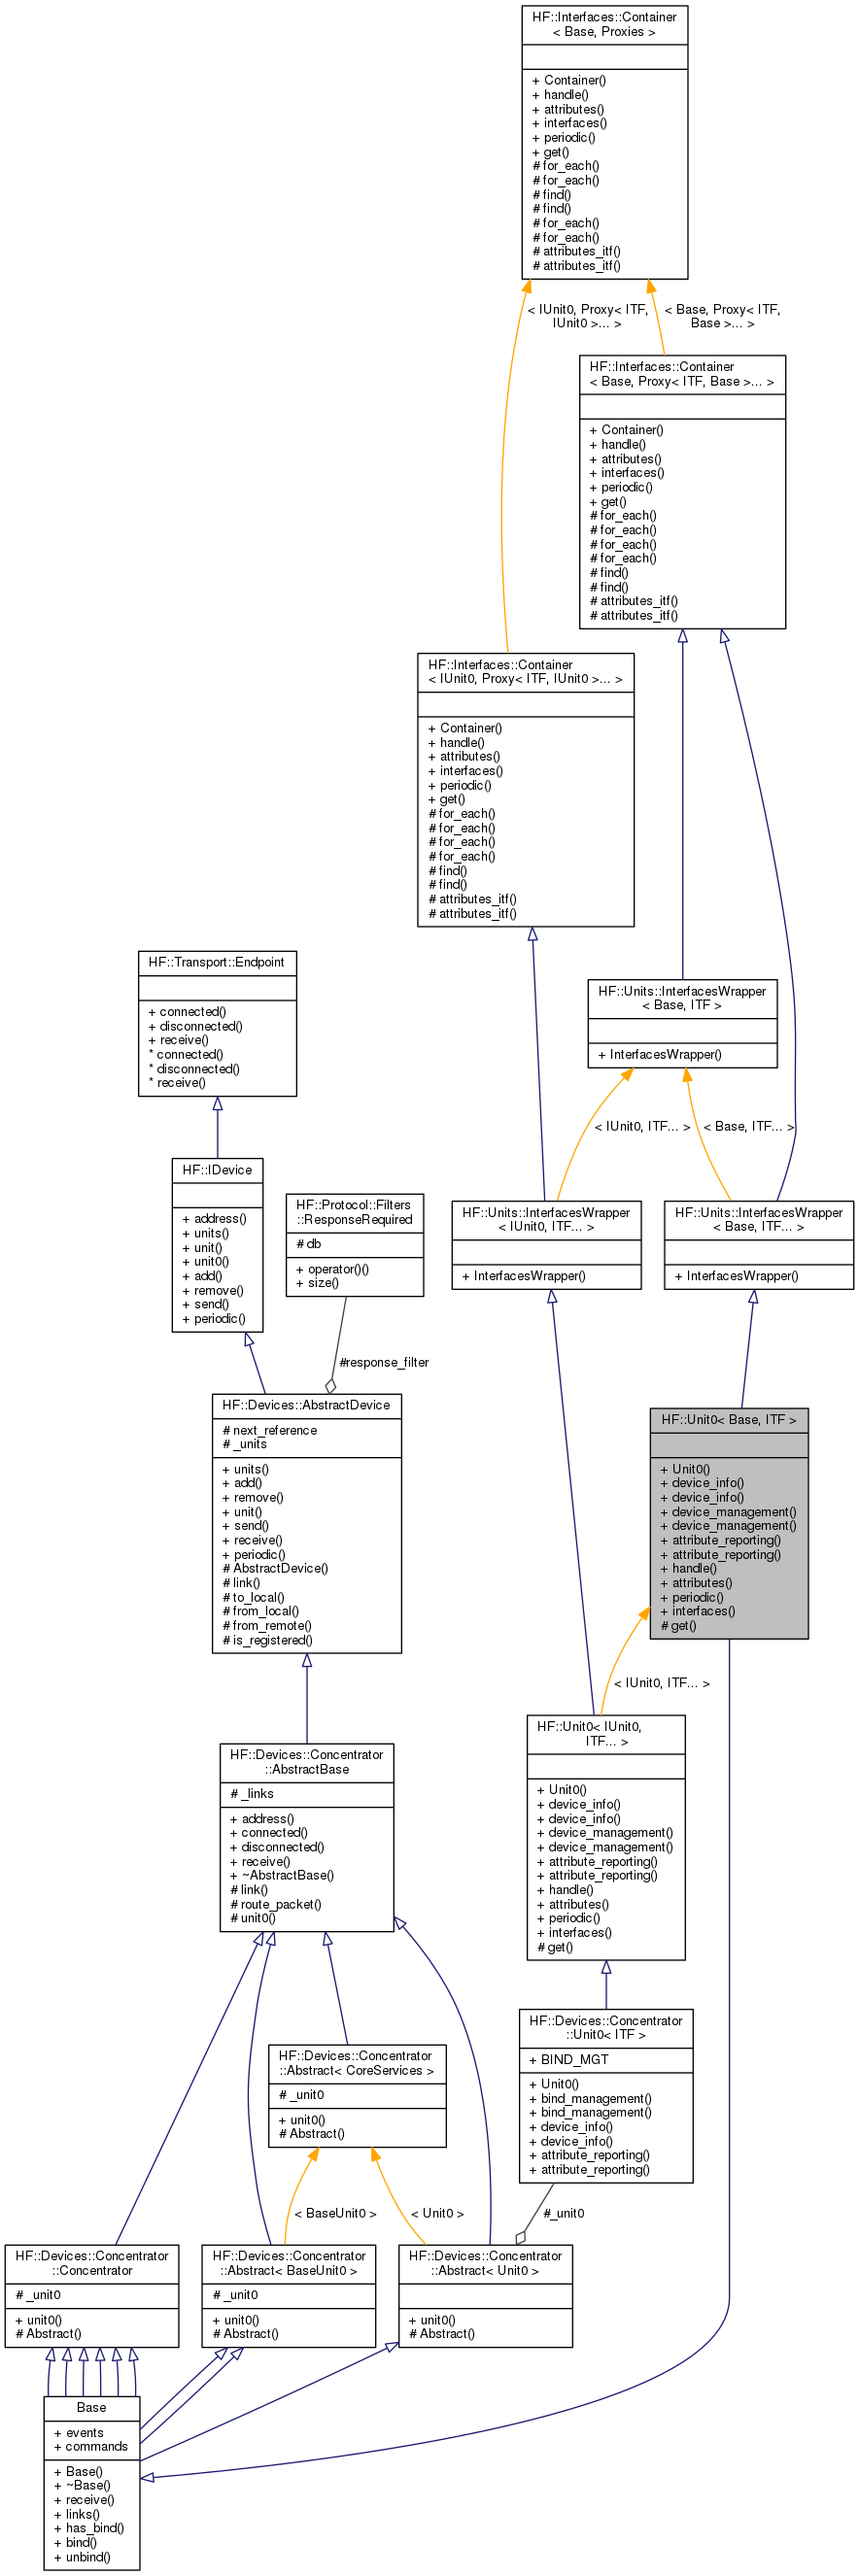 HF::Interfaces::Container
< Base, Proxies >
+ Container()
+ handle()
+ attributes()
+ interfaces()
+ periodic()
+ get()
# for_each()
# for_each()
# find()
# find()
# for_each()
# for_each()
# attributes_itf()
# attributes_itf()
< IUnit0, Proxy< ITF,
IUnit0 >... >
< Base, Proxy< ITF,
Base >... >
HF::Interfaces::Container
< Base, Proxy< ITF, Base >... >
+ Container()
+ handle()
+ attributes()
+ interfaces()
+ periodic()
+ get()
# for_each()
# for_each()
# for_each()
# for_each()
# find()
# find()
# attributes_itf()
# attributes_itf()
HF::Interfaces::Container
< IUnit0, Proxy< ITF, IUnit0 >... >
+ Container()
+ handle()
+ attributes()
+ interfaces()
+ periodic()
+ get()
# for_each()
# for_each()
# for_each()
# for_each()
# find()
# find()
# attributes_itf()
# attributes_itf()
HF::Transport::Endpoint
+ connected()
+ disconnected()
+ receive()
* connected()
* disconnected()
* receive()
HF::Units::InterfacesWrapper
< Base, ITF >
+ InterfacesWrapper()
< IUnit0, ITF... >
< Base, ITF... >
HF::IDevice
+ address()
+ units()
+ unit()
+ unit0()
+ add()
+ remove()
+ send()
+ periodic()
HF::Protocol::Filters
::ResponseRequired
# db
+ operator()()
+ size()
HF::Units::InterfacesWrapper
< IUnit0, ITF... >
+ InterfacesWrapper()
HF::Units::InterfacesWrapper
< Base, ITF... >
+ InterfacesWrapper()
#response_filter
HF::Devices::AbstractDevice
# next_reference
# _units
+ units()
+ add()
+ remove()
+ unit()
+ send()
+ receive()
+ periodic()
# AbstractDevice()
# link()
# to_local()
# from_local()
# from_remote()
# is_registered()
HF::Unit0< Base, ITF >
+ Unit0()
+ device_info()
+ device_info()
+ device_management()
+ device_management()
+ attribute_reporting()
+ attribute_reporting()
+ handle()
+ attributes()
+ periodic()
+ interfaces()
# get()
< IUnit0, ITF... >
HF::Unit0< IUnit0,
ITF... >
+ Unit0()
+ device_info()
+ device_info()
+ device_management()
+ device_management()
+ attribute_reporting()
+ attribute_reporting()
+ handle()
+ attributes()
+ periodic()
+ interfaces()
# get()
HF::Devices::Concentrator
::AbstractBase
# _links
+ address()
+ connected()
+ disconnected()
+ receive()
+ ~AbstractBase()
# link()
# route_packet()
# unit0()
HF::Devices::Concentrator
::Unit0< ITF >
+ BIND_MGT
+ Unit0()
+ bind_management()
+ bind_management()
+ device_info()
+ device_info()
+ attribute_reporting()
+ attribute_reporting()
HF::Devices::Concentrator
::Abstract< CoreServices >
# _unit0
+ unit0()
# Abstract()
< BaseUnit0 >
< Unit0 >
#_unit0
HF::Devices::Concentrator
::Concentrator
# _unit0
+ unit0()
# Abstract()
HF::Devices::Concentrator
::Abstract< BaseUnit0 >
# _unit0
+ unit0()
# Abstract()
HF::Devices::Concentrator
::Abstract< Unit0 >
+ unit0()
# Abstract()
Base
+ events
+ commands
+ Base()
+ ~Base()
+ receive()
+ links()
+ has_bind()
+ bind()
+ unbind()